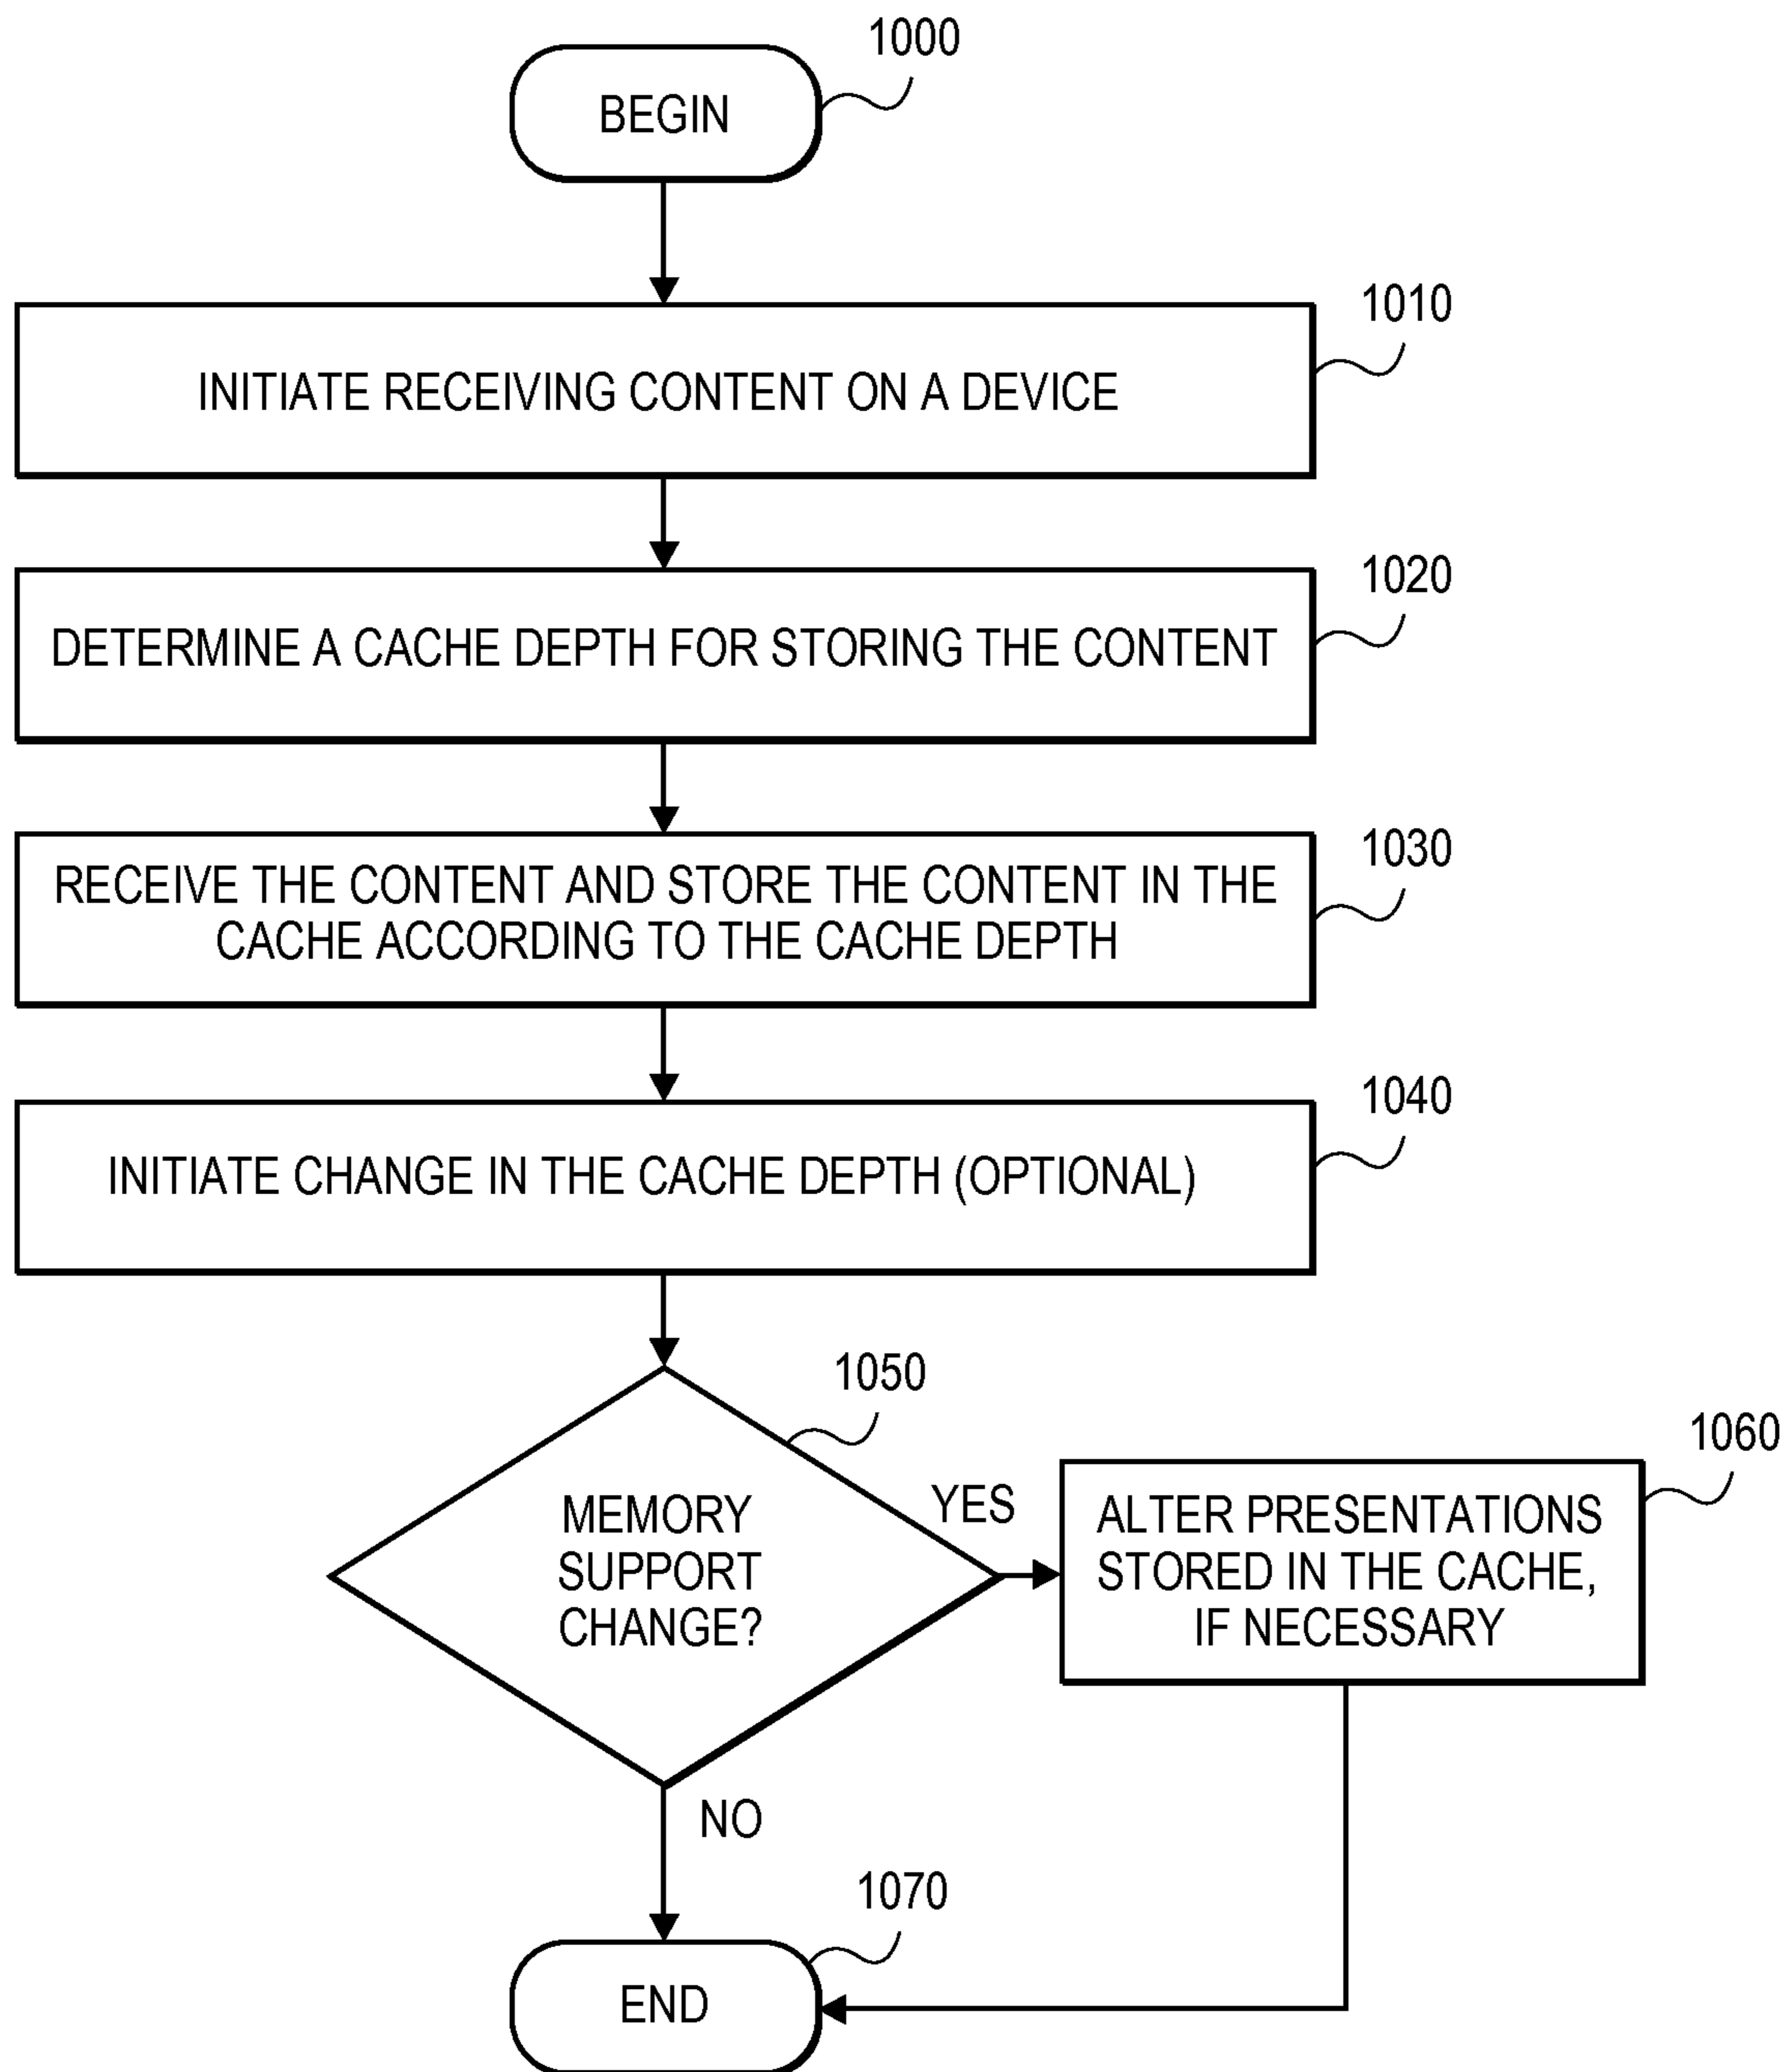 1000
BEGIN
1010
INITIATE RECEIVING CONTENT ON A DEVICE
1020
DETERMINE A CACHE DEPTH FOR STORING THE CONTENT
1030
RECEIVE THE CONTENT AND STORE THE CONTENT IN THE
CACHE ACCORDING TO THE CACHE DEPTH
1040
INITIATE CHANGE IN THE CACHE DEPTH (OPTIONAL)
1050
MEMORY
SUPPORT
CHANGE?
YES
1060
ALTER PRESENTATIONS
STORED IN THE CACHE,
IF NECESSARY
NO
1070
END